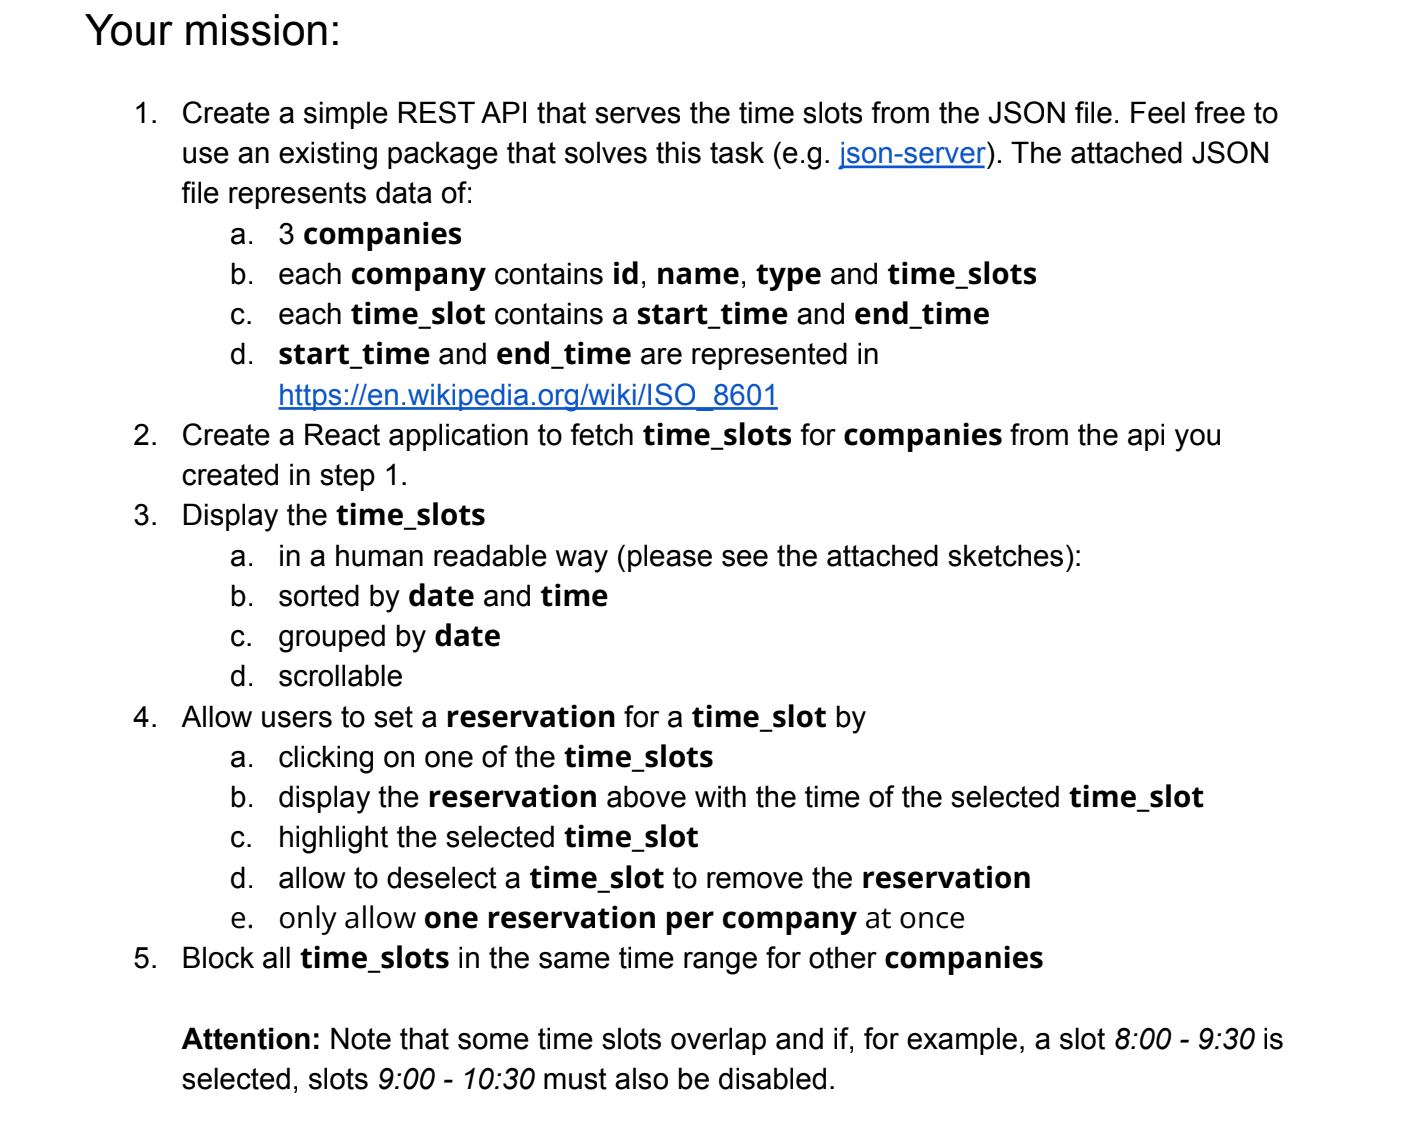 Your mission:
1. Create a simple REST API that serves the time slots from the JSON file. Feel free to
use an existing package that solves this task (e.g. json-server). The attached JSON
file represents data of:
a. 3 companies
b. each company contains id, name, type and time_slots
c. each time_slot contains a start_time and end_time
d. start_time and end_time are represented in
https://en.wikipedia.org/wiki/ISO_8601
2. Create a React application to fetch time_slots for companies from the api you
created in step 1.
3. Display the time_slots
a. in a human readable way (please see the attached sketches):
b. sorted by date and time
c. grouped by date
d. scrollable
4. Allow users to set a reservation for a time_slot by
a. clicking on one of the time_slots
b. display the reservation above with the time of the selected time_slot
c. highlight the selected time_slot
d. allow to deselect a time_slot to remove the reservation
e. only allow one reservation per company at once
5. Block all time_slots in the same time range for other companies
Attention: Note that some time slots overlap and if, for example, a slot 8:00 - 9:30 is
selected, slots 9:00 - 10:30 must also be disabled.